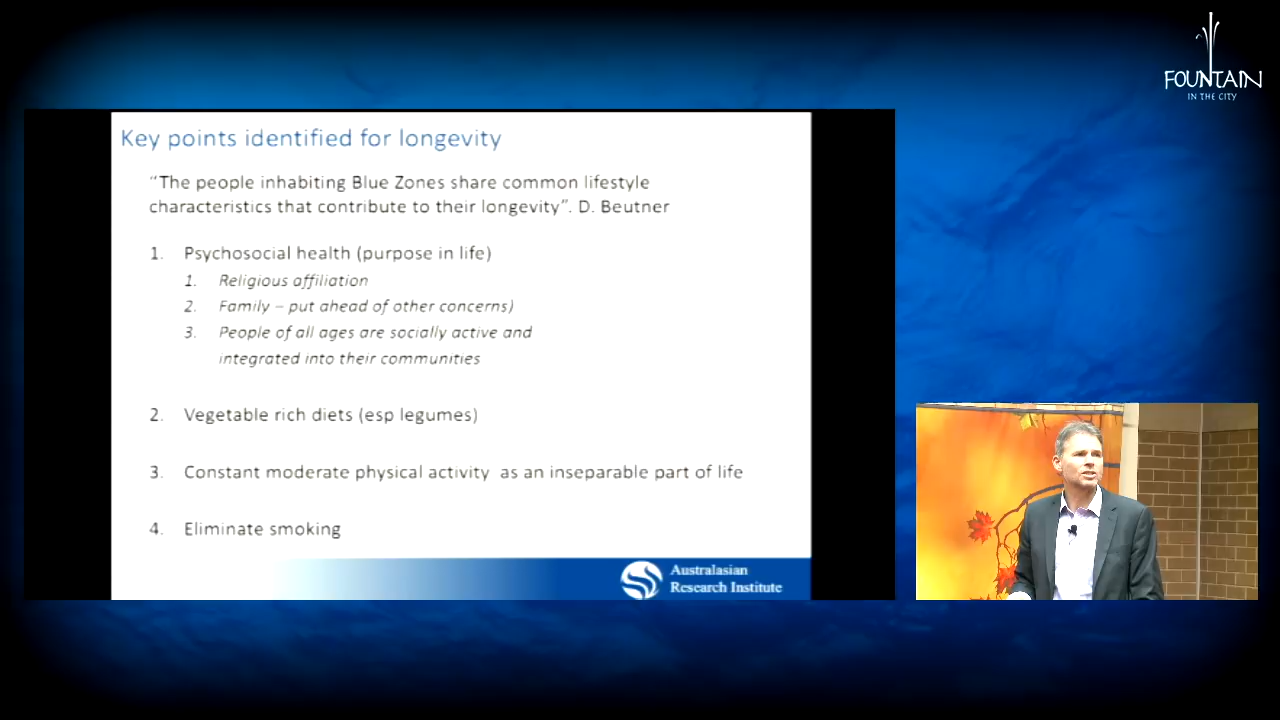 FOUNTAIN
IN THE CITY
Key points identified for longevity
“The people inhabiting Blue Zones share common lifestyle
characteristics that contribute to their longevity”. D. Beutner
1. Psychosocial health (purpose in life)
1. Religious affiliation
2. Family – put ahead of other concerns)
3. People of all ages are socially active and
integrated into their communities
2. Vegetable rich diets (esp legumes)
3. Constant moderate physical activity as an inseparable part of life
4. Eliminate smoking
Australasian
Research Institute